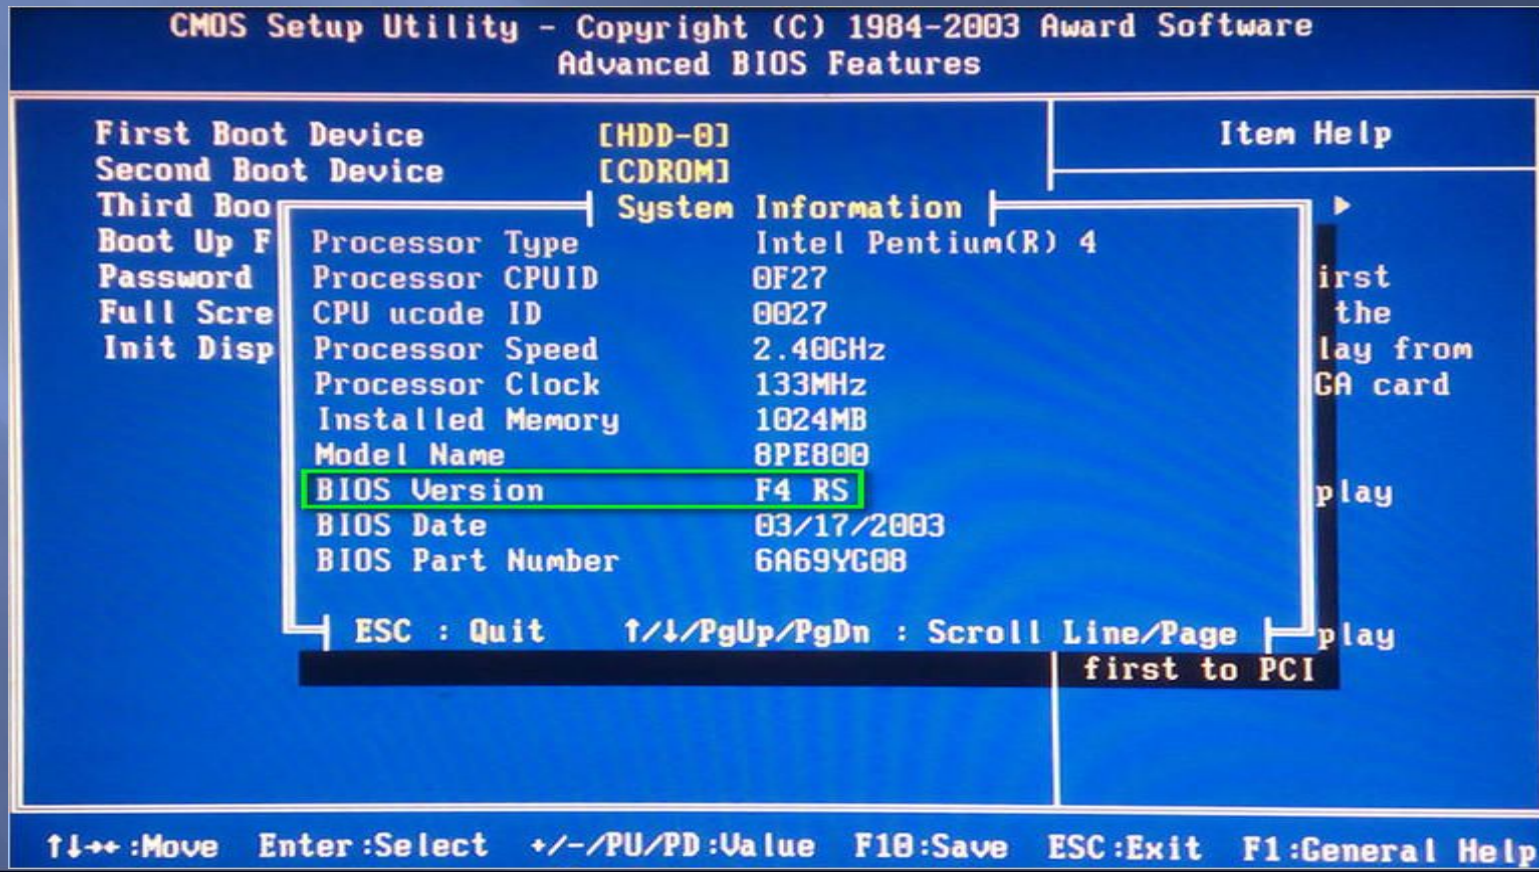 CMOS Setup Utility - Copyright (C) 1984-2003 Award Software
Advanced BIOS Features
First Boot Device [HDD-0]
Second Boot Device [CDROM]
Item Help
Third Boo
Boot Up F
Password
Full Scre
Init Disp
System Information
Processor Type Intel Pentium(R) 4
Processor CPUID 0F27
CPU ucode ID 0027
Processor Speed 2.40GHz
Processor Clock 133MHz
Installed Memory 1024MB
Model Name 8PE800
BIOS Version F4 RS
BIOS Date 03/17/2003
BIOS Part Number 6A69YG08
ESC : Quit ↑/↓/PgUp/PgDn : Scroll Line/Page
irst
the
lay from
GA card
play
play
first to PCI
↑↓→←:Move Enter:Select +/-/PU/PD:Value F10:Save ESC:Exit F1:General Help